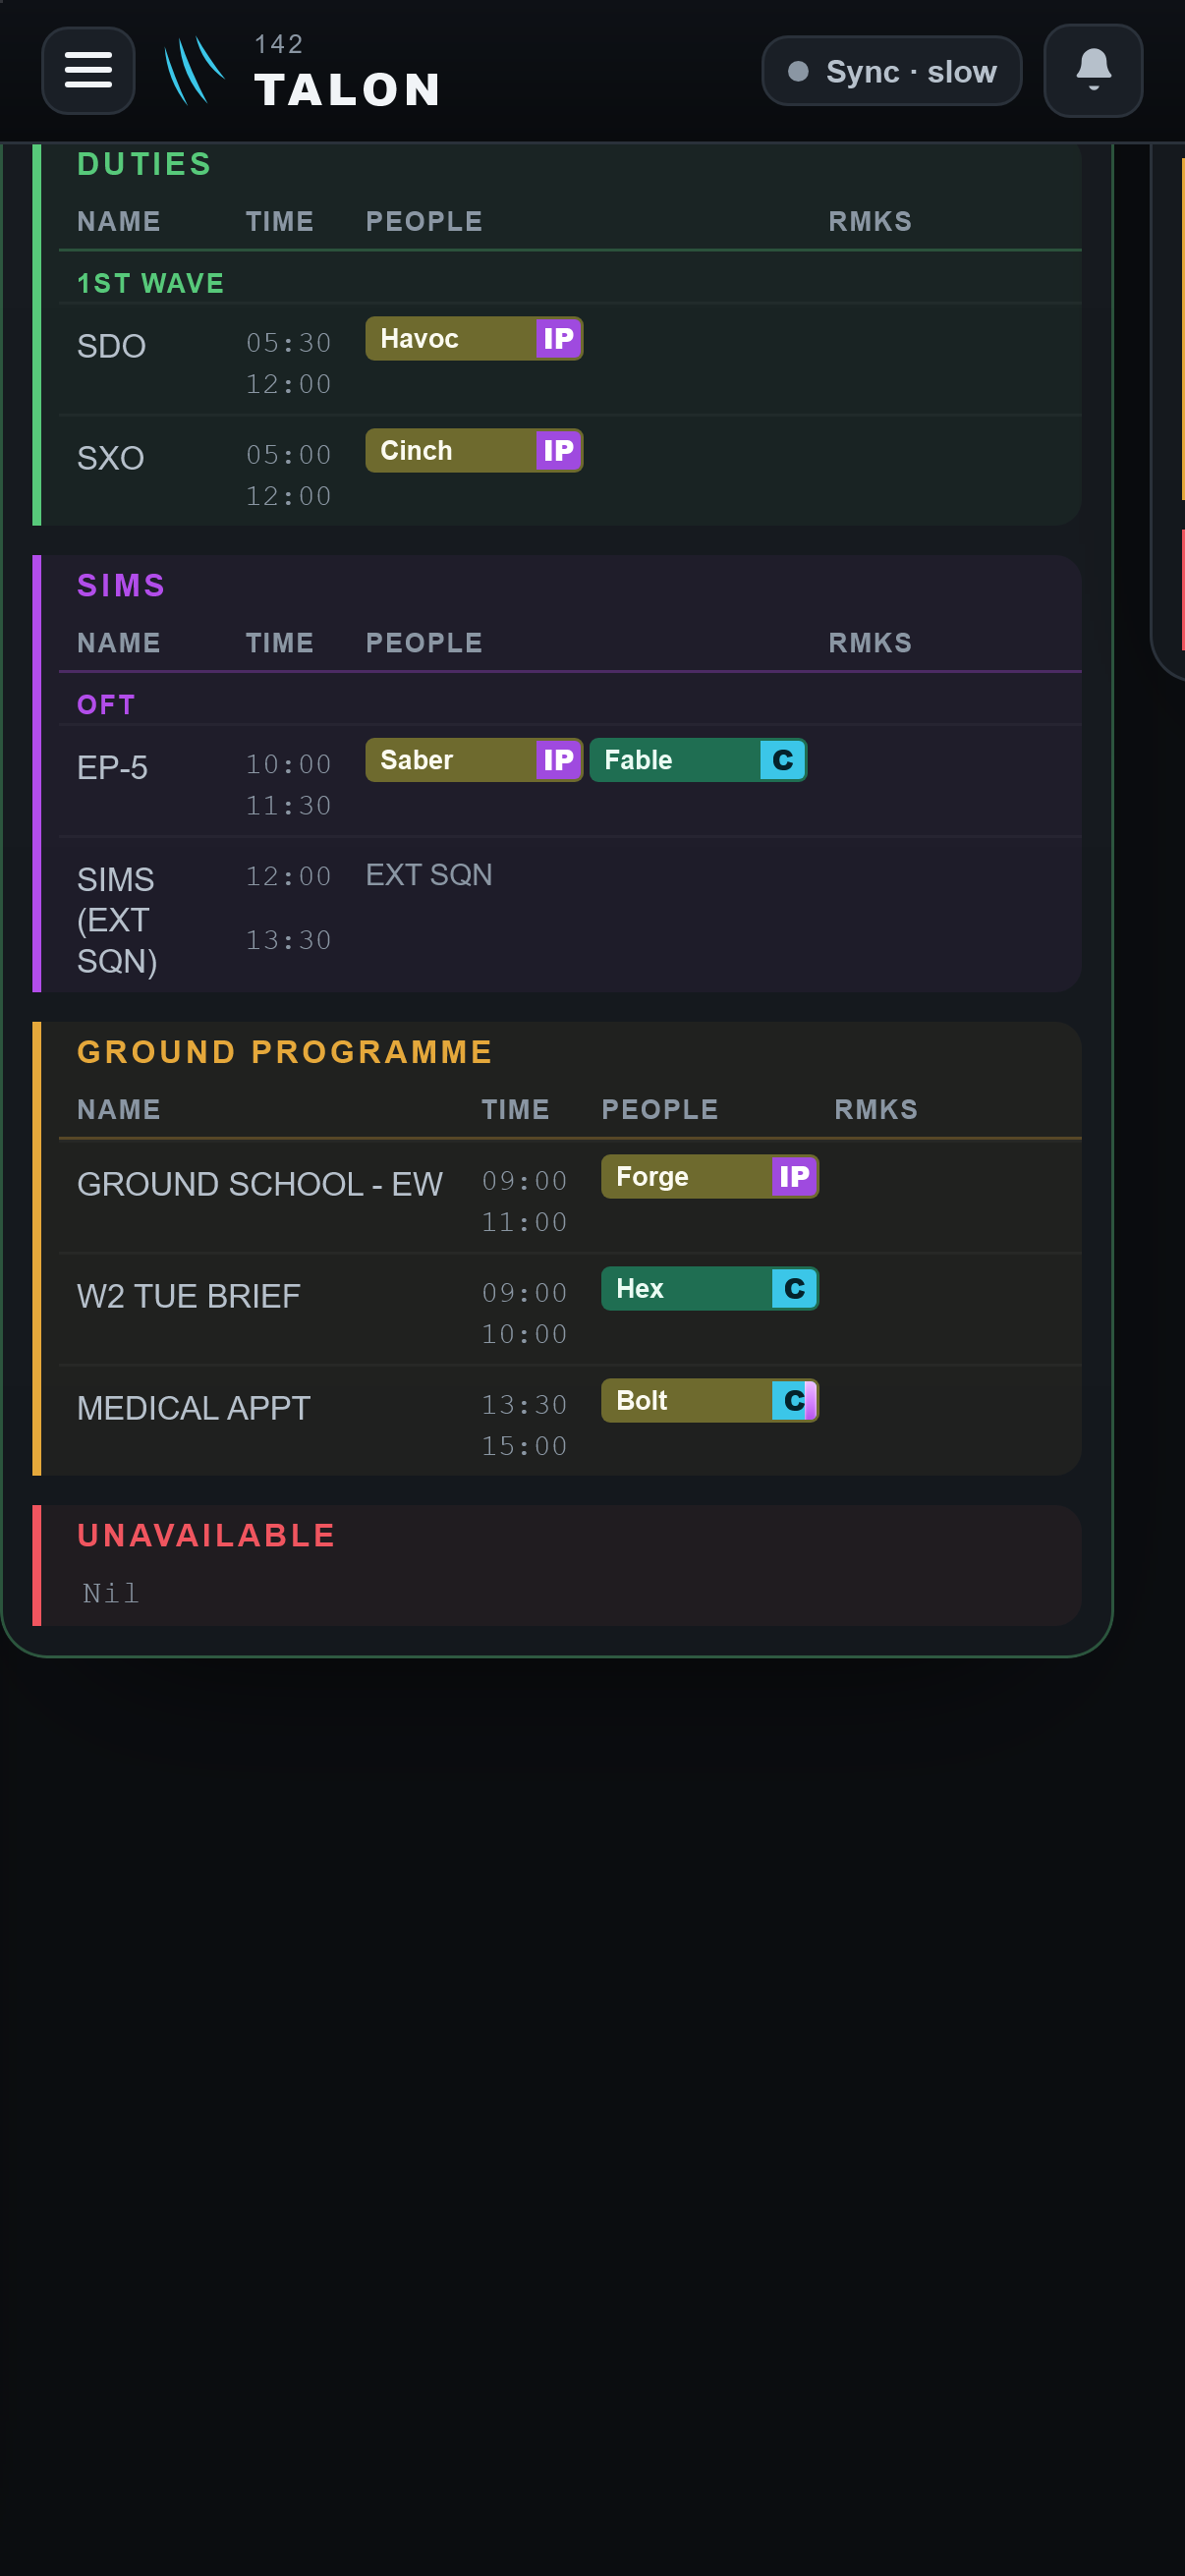 142
TALON
Sync · slow
DUTIES
NAME TIME PEOPLE RMKS
1ST WAVE
SDO 05:30 Havoc IP
12:00
SXO 05:00 Cinch IP
12:00
SIMS
NAME TIME PEOPLE RMKS
OFT
EP-5 10:00 Saber IP Fable C
11:30
SIMS 12:00 EXT SQN
(EXT
SQN) 13:30
GROUND PROGRAMME
NAME TIME PEOPLE RMKS
GROUND SCHOOL - EW 09:00 Forge IP
11:00
W2 TUE BRIEF 09:00 Hex C
10:00
MEDICAL APPT 13:30 Bolt C
15:00
UNAVAILABLE
Nil